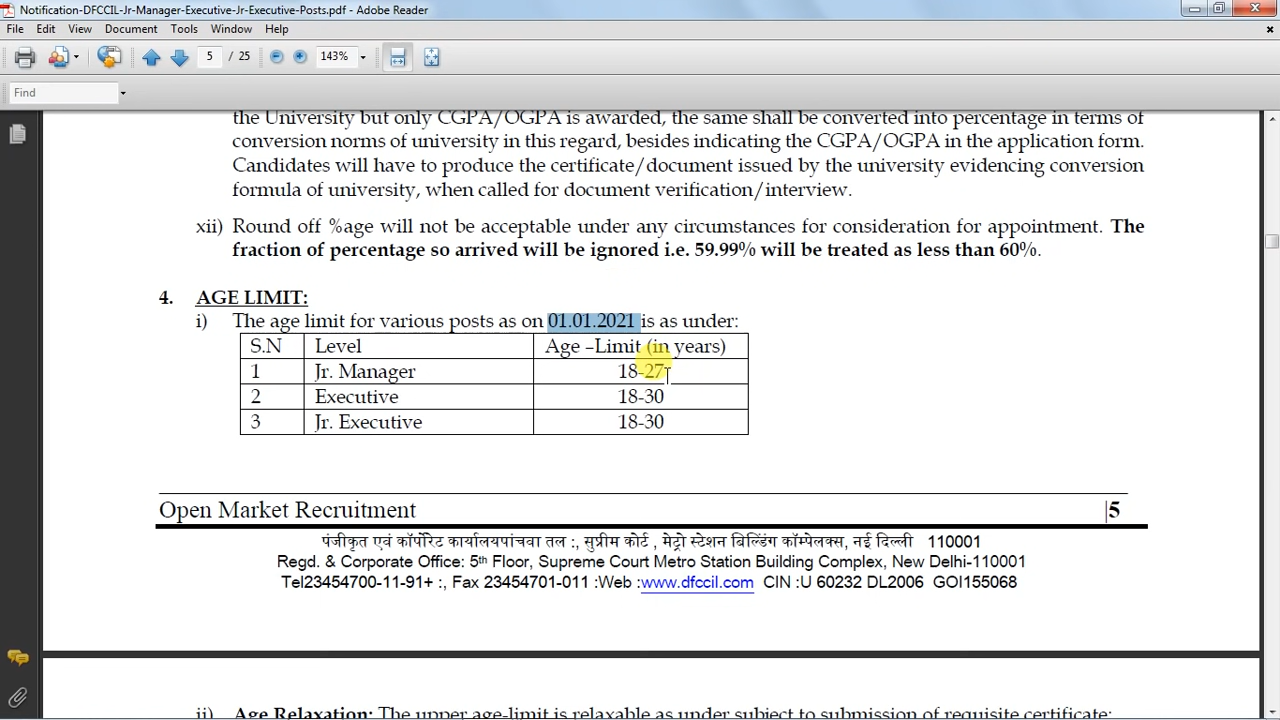 Notification-DFCCIL-Jr-Manager-Executive-Jr-Executive-Posts.pdf - Adobe Reader
File Edit View Document Tools Window Help
5 / 25 143%
Find
the University but only CGPA/OGPA is awarded, the same shall be converted into percentage in terms of
conversion norms of university in this regard, besides indicating the CGPA/OGPA in the application form.
Candidates will have to produce the certificate/document issued by the university evidencing conversion
formula of university, when called for document verification/interview.
xii) Round off %age will not be acceptable under any circumstances for consideration for appointment. The
fraction of percentage so arrived will be ignored i.e. 59.99% will be treated as less than 60%.
4. AGE LIMIT:
i) The age limit for various posts as on 01.01.2021 is as under:
S.N Level Age –Limit (in years)
1 Jr. Manager 18-27
2 Executive 18-30
3 Jr. Executive 18-30
Open Market Recruitment |5
पंजीकृत एवं कॉर्पोरेट कार्यालयपांचवा तल :, सुप्रीम कोर्ट , मेट्रो स्टेशन बिल्डिंग कॉम्पेलक्स, नई दिल्ली 110001
Regd. & Corporate Office: 5th Floor, Supreme Court Metro Station Building Complex, New Delhi-110001
Tel23454700-11-91+ :, Fax 23454701-011 :Web :www.dfccil.com CIN :U 60232 DL2006 GOI155068
ii) Age Relaxation: The upper age-limit is relaxable as under subject to submission of requisite certificate: